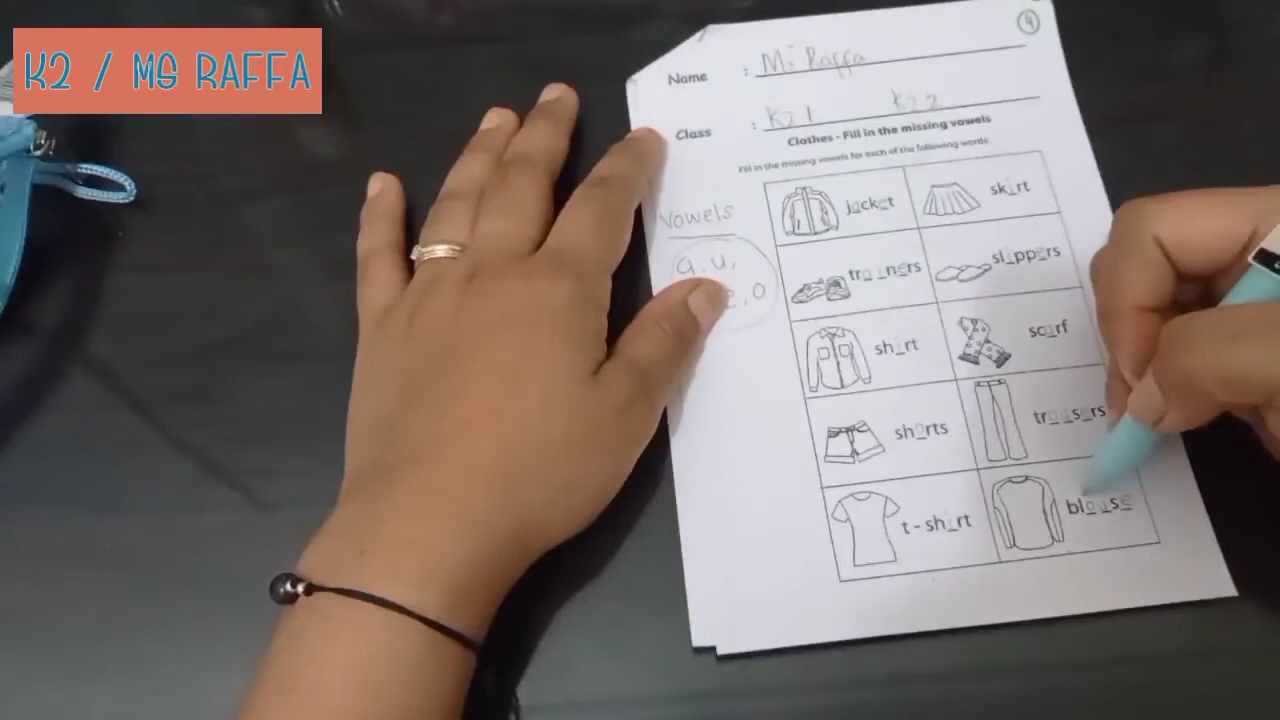 K2 / MS RAFFA
4
Name : Ms Raffa
Class : K2 1 K2 2
Clothes - Fill in the missing vowels
Fill in the missing vowels for each of the following words:
Vowels
a, u,
e, o
jacket
skirt
trainers
slippers
shirt
scarf
shorts
trousers
t - shirt
blouse